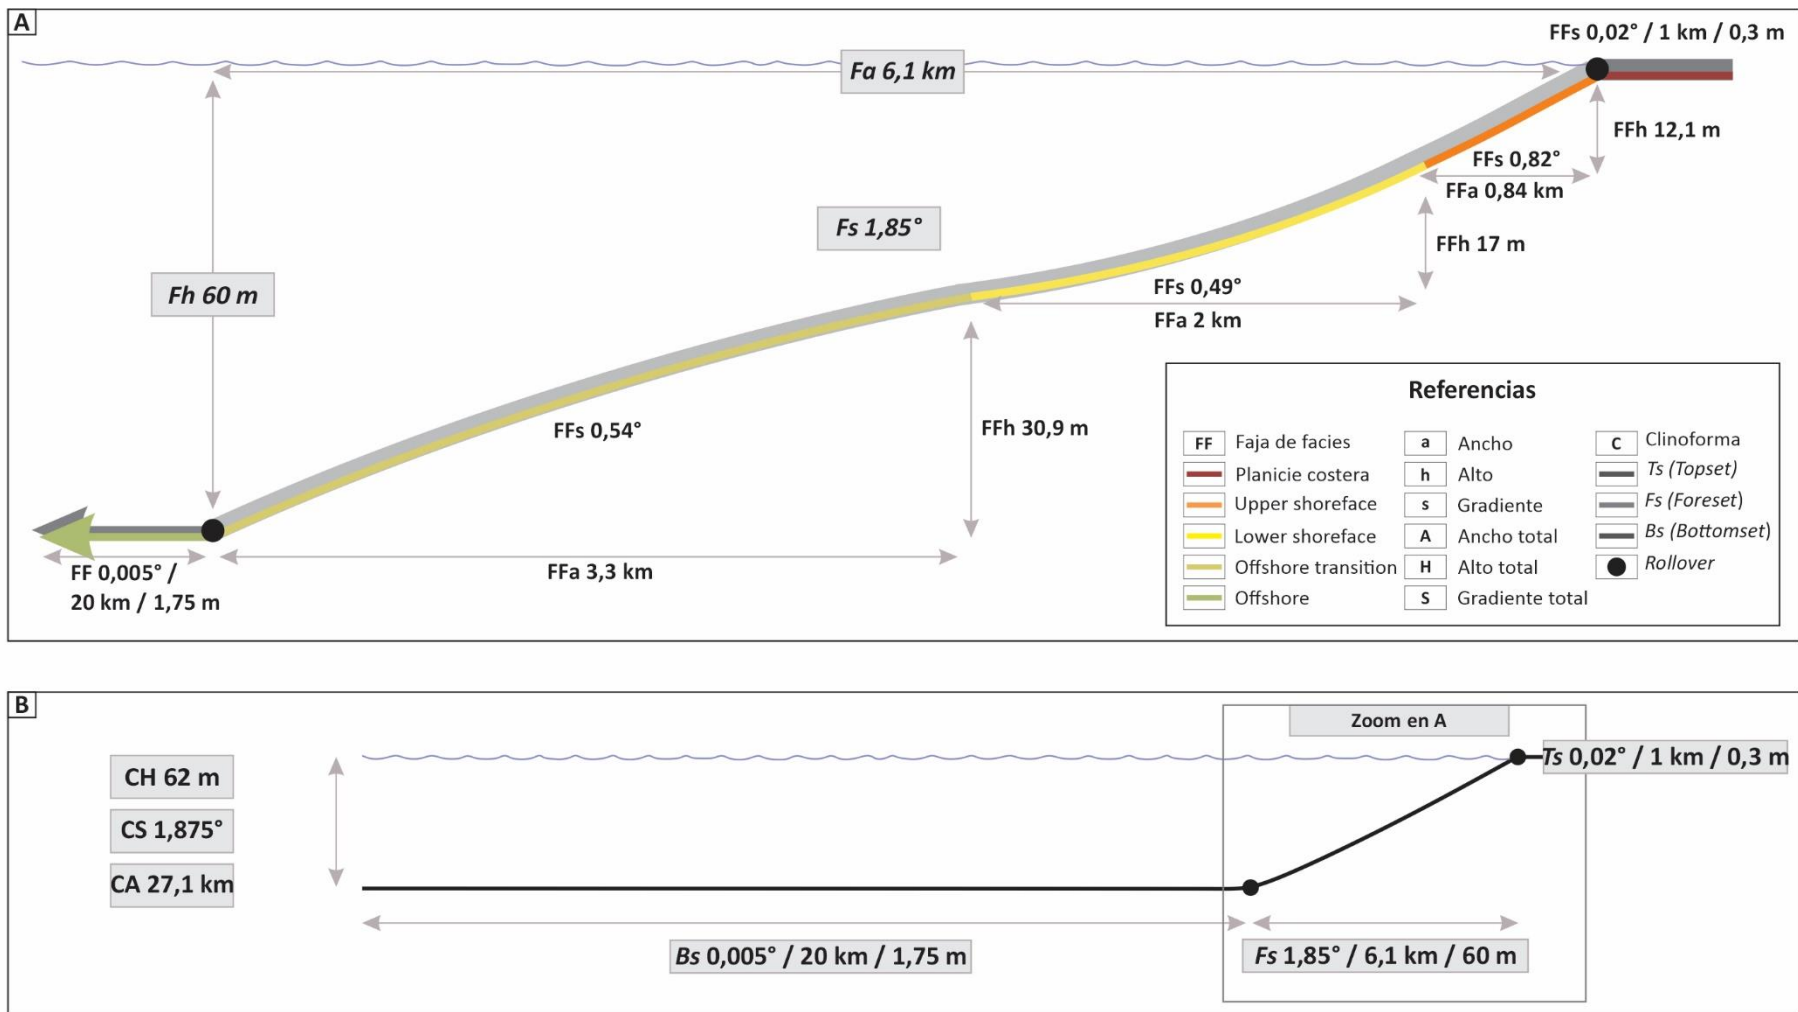 A
FFs 0,02° / 1 km / 0,3 m
Fa 6,1 km
FFh 12,1 m
FFs 0,82°
FFa 0,84 km
Fs 1,85°
FFh 17 m
Fh 60 m
FFs 0,49°
FFa 2 km
FFs 0,54°
FFh 30,9 m
FFa 3,3 km
FF 0,005° /
20 km / 1,75 m
Referencias
FF Faja de facies
Planicie costera
Upper shoreface
Lower shoreface
Offshore transition
Offshore
a Ancho
h Alto
s Gradiente
A Ancho total
H Alto total
S Gradiente total
C Clinoforma
Ts (Topset)
Fs (Foreset)
Bs (Bottomset)
Rollover
B
Zoom en A
CH 62 m
CS 1,875°
CA 27,1 km
Ts 0,02° / 1 km / 0,3 m
Bs 0,005° / 20 km / 1,75 m
Fs 1,85° / 6,1 km / 60 m